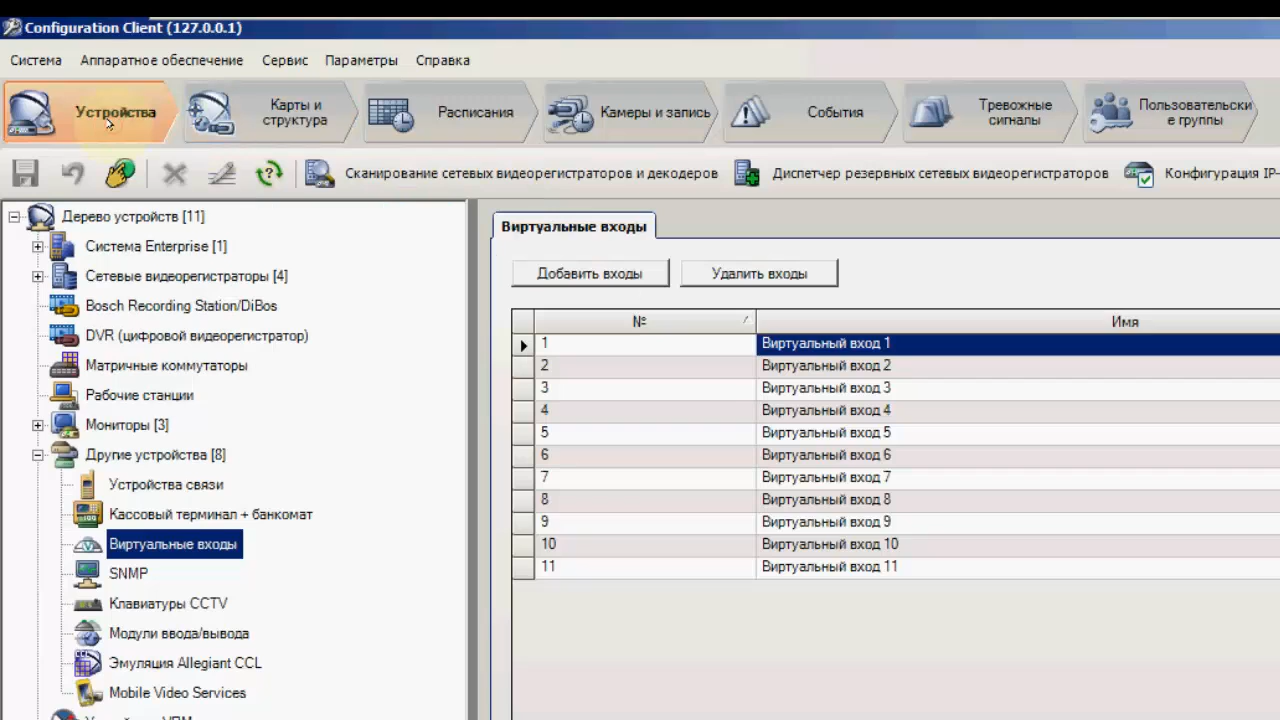 Configuration Client (127.0.0.1)
Система Аппаратное обеспечение Сервис Параметры Справка
Устройства
Карты и
структура
Расписания
Камеры и запись
События
Тревожные
сигналы
Пользовательски
е группы
Сканирование сетевых видеорегистраторов и декодеров
Диспетчер резервных сетевых видеорегистраторов
Конфигурация IP-
Дерево устройств [11]
Система Enterprise [1]
Сетевые видеорегистраторы [4]
Bosch Recording Station/DiBos
DVR (цифровой видеорегистратор)
Матричные коммутаторы
Рабочие станции
Мониторы [3]
Другие устройства [8]
Устройства связи
Кассовый терминал + банкомат
Виртуальные входы
SNMP
Клавиатуры CCTV
Модули ввода/вывода
Эмуляция Allegiant CCL
Mobile Video Services
Виртуальные входы
Добавить входы Удалить входы
№ Имя
1 Виртуальный вход 1
2 Виртуальный вход 2
3 Виртуальный вход 3
4 Виртуальный вход 4
5 Виртуальный вход 5
6 Виртуальный вход 6
7 Виртуальный вход 7
8 Виртуальный вход 8
9 Виртуальный вход 9
10 Виртуальный вход 10
11 Виртуальный вход 11